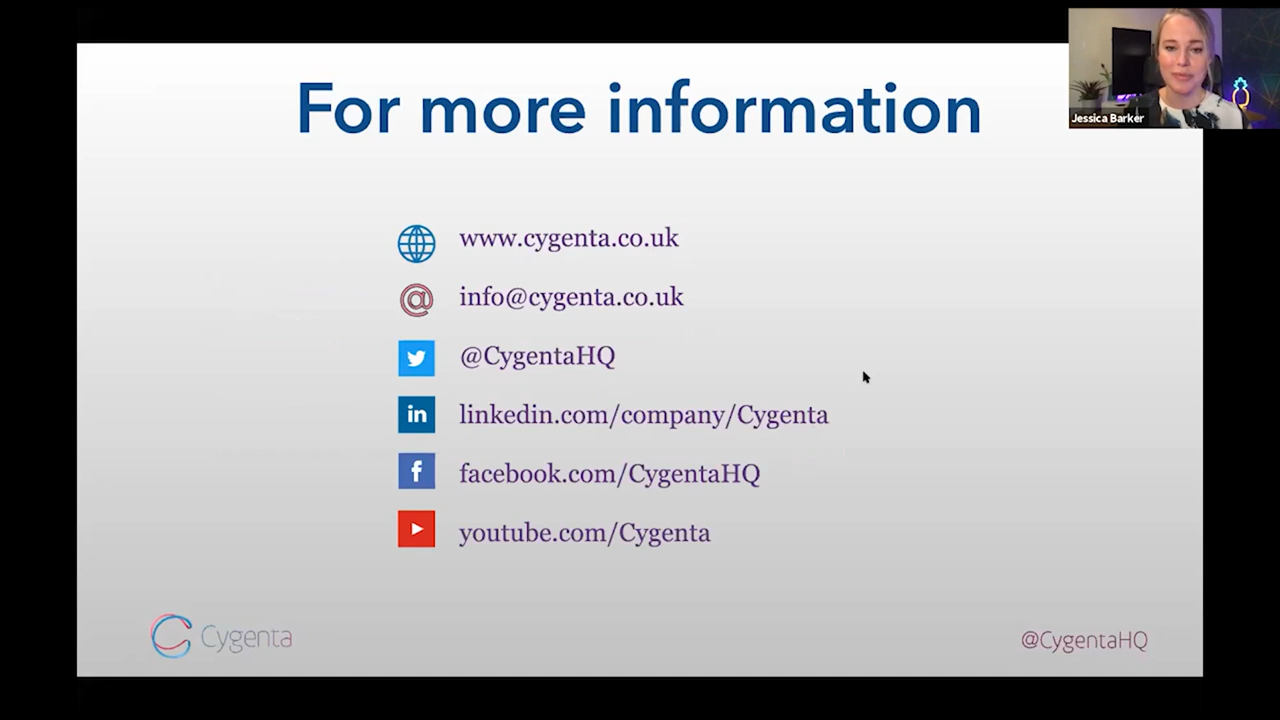 For more information
Jessica Barker
www.cygenta.co.uk
info@cygenta.co.uk
@CygentaHQ
linkedin.com/company/Cygenta
facebook.com/CygentaHQ
youtube.com/Cygenta
Cygenta
@CygentaHQ